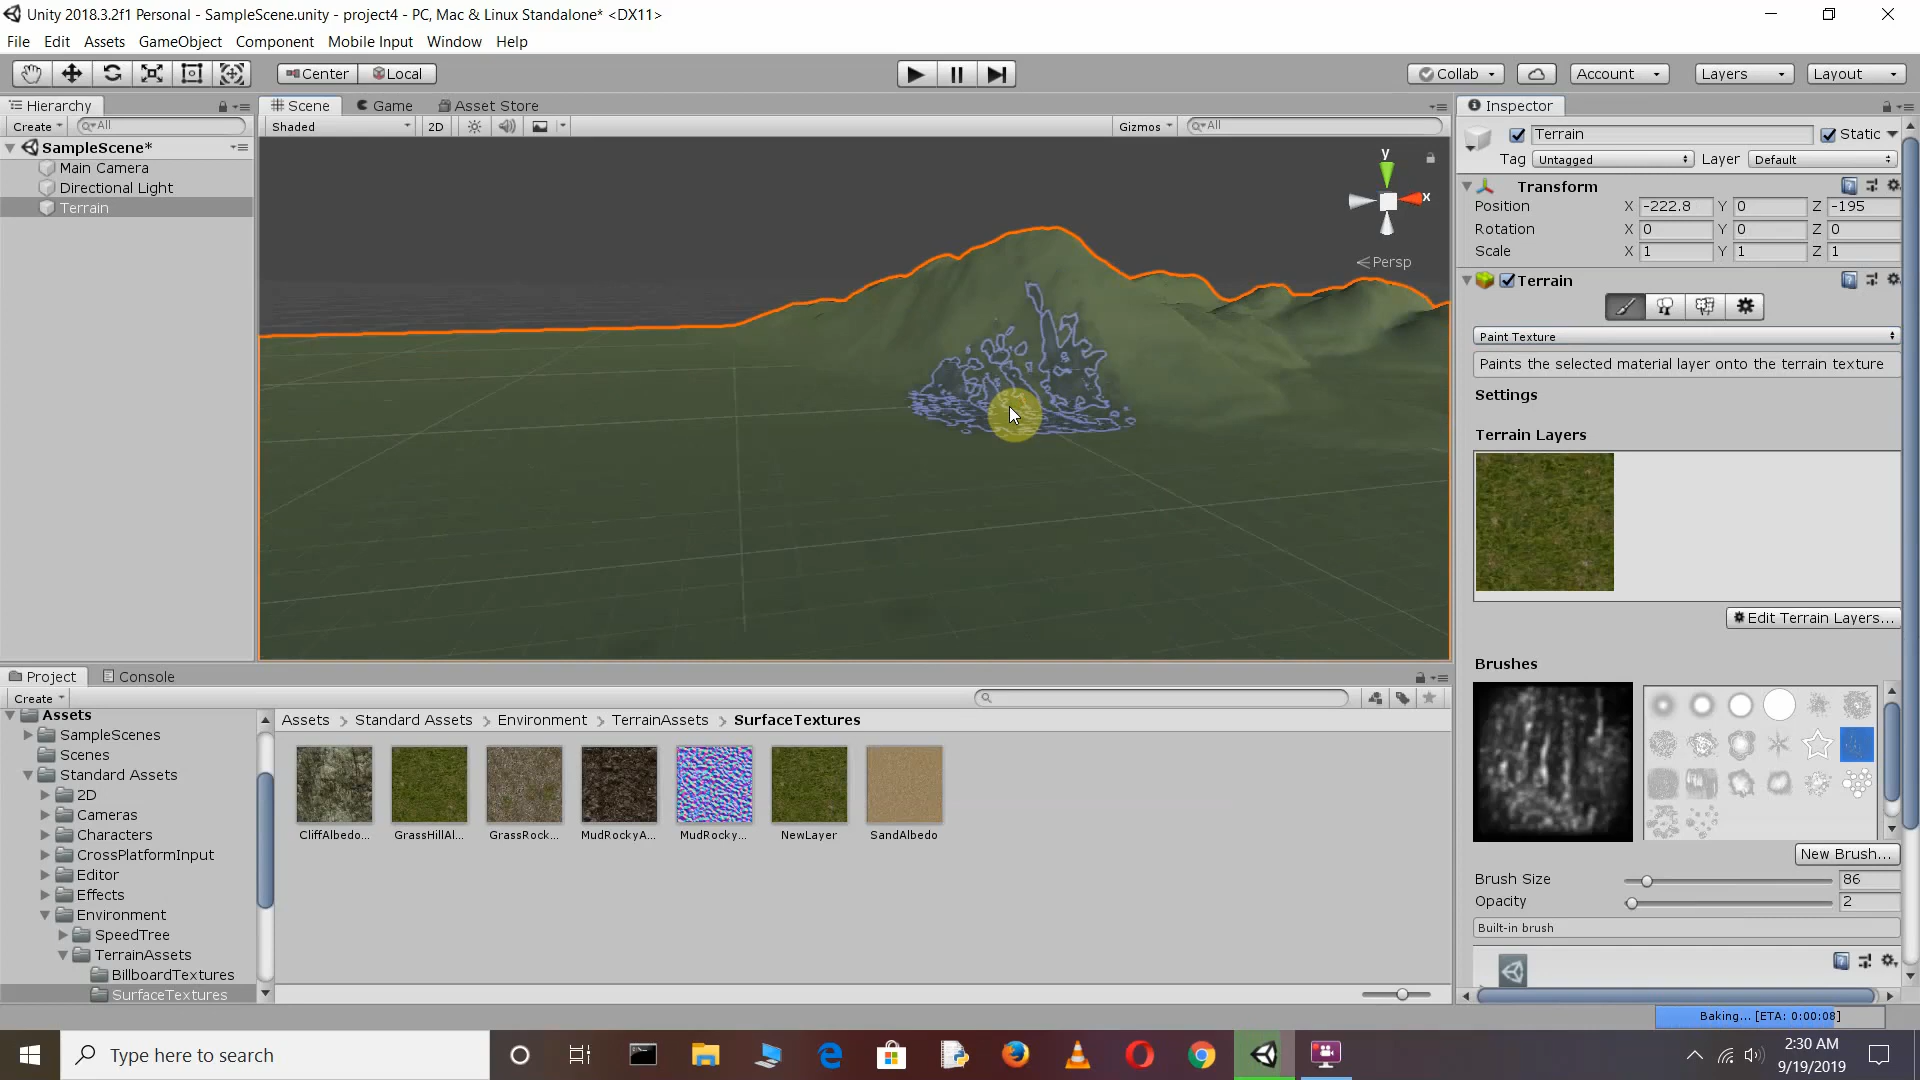 Unity 2018.3.2f1 Personal - SampleScene.unity - project4 - PC, Mac & Linux Standalone* <DX11>
File Edit Assets GameObject Component Mobile Input Window Help
Center Local Collab Account Layers Layout
Hierarchy Scene Game Asset Store Inspector
Create All Shaded 2D Gizmos All
Terrain Static
SampleScene*
Tag Untagged Layer Default
Main Camera
Directional Light
Terrain
y
x
Persp
Transform
Position X -222.8 Y 0 Z -195
Rotation X 0 Y 0 Z 0
Scale X 1 Y 1 Z 1
Terrain
Paint Texture
Paints the selected material layer onto the terrain texture
Settings
Terrain Layers
Edit Terrain Layers...
Brushes
New Brush...
Brush Size 86
Opacity 2
Built-in brush
Project Console
Create
Assets
SampleScenes
Scenes
Standard Assets
2D
Cameras
Characters
CrossPlatformInput
Editor
Effects
Environment
SpeedTree
TerrainAssets
BillboardTextures
SurfaceTextures
Assets Standard Assets Environment TerrainAssets SurfaceTextures
CliffAlbedo... GrassHillAl... GrassRock... MudRockyA... MudRocky... NewLayer SandAlbedo
Baking... [ETA: 0:00:08]
Type here to search
2:30 AM
9/19/2019